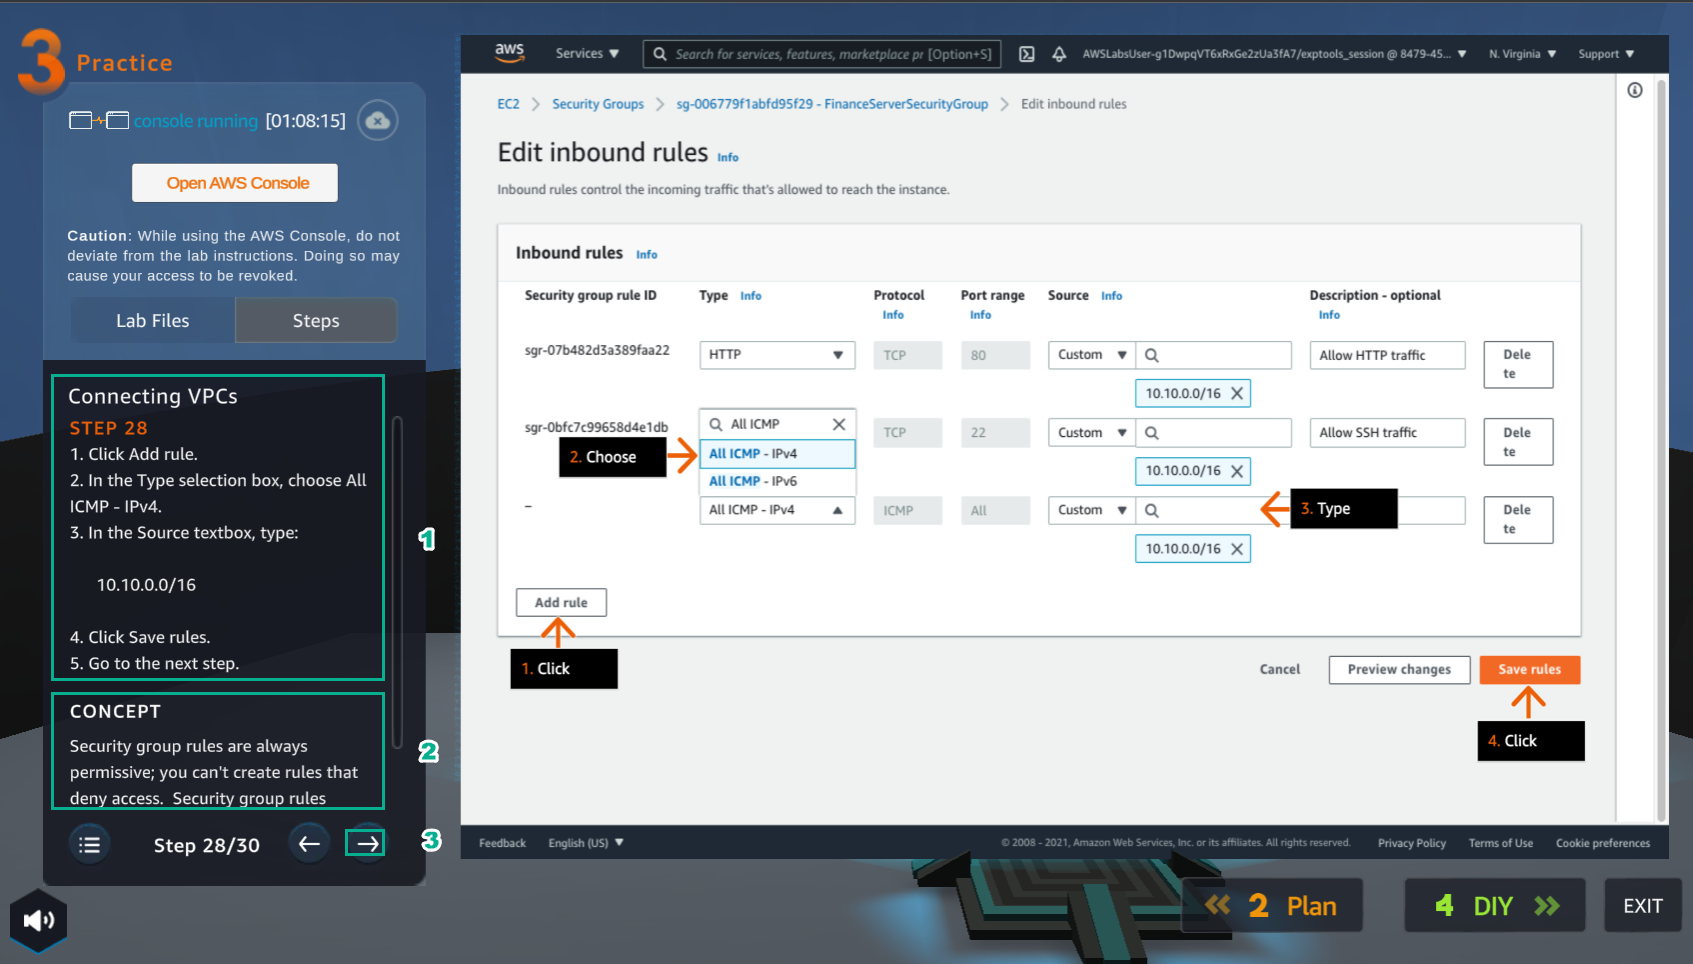 3 Practice
console running [01:08:15]
Open AWS Console
Caution: While using the AWS Console, do not
deviate from the lab instructions. Doing so may
cause your access to be revoked.
Lab Files Steps
Connecting VPCs
STEP 28
1. Click Add rule.
2. In the Type selection box, choose All
ICMP - IPv4.
3. In the Source textbox, type:
10.10.0.0/16
4. Click Save rules.
5. Go to the next step.
1
CONCEPT
Security group rules are always
permissive; you can't create rules that
deny access. Security group rules
2
Step 28/30
3
aws Services Search for services, features, marketplace pr [Option+S] AWSLabsUser-g1DwpqVT6xRxGe2zUa3fA7/exptools_session @ 8479-45... N. Virginia Support
EC2 > Security Groups > sg-006779f1abfd95f29 - FinanceServerSecurityGroup > Edit inbound rules
Edit inbound rules Info
Inbound rules control the incoming traffic that's allowed to reach the instance.
Inbound rules Info
Security group rule ID Type Info Protocol Info Port range Info Source Info Description - optional Info
sgr-07b482d3a389faa22 HTTP TCP 80 Custom Allow HTTP traffic Dele
te
10.10.0.0/16
sgr-0bfc7c99658d4e1db All ICMP TCP 22 Custom Allow SSH traffic Dele
te
2. Choose All ICMP - IPv4
10.10.0.0/16
All ICMP - IPv6
– All ICMP - IPv4 ICMP All Custom 3. Type Dele
te
10.10.0.0/16
Add rule
1. Click
Cancel Preview changes Save rules
4. Click
Feedback English (US) © 2008 - 2021, Amazon Web Services, Inc. or its affiliates. All rights reserved. Privacy Policy Terms of Use Cookie preferences
2 Plan 4 DIY EXIT